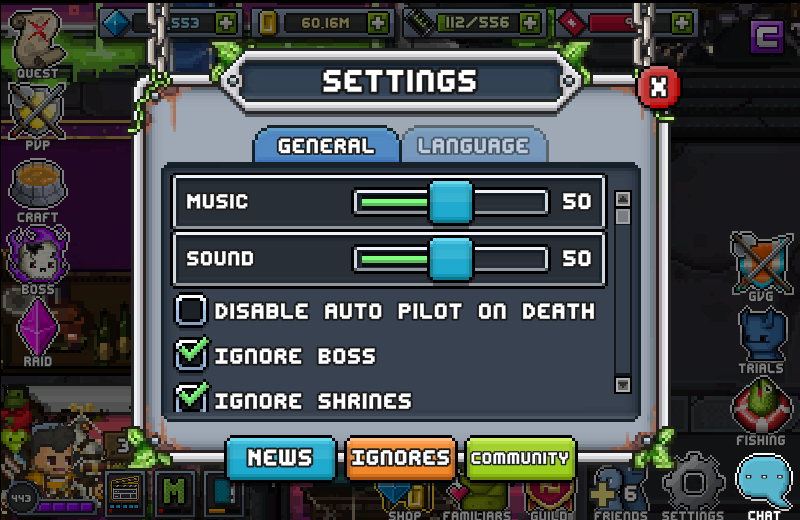 553
60,16M
112/556
QUEST
SETTINGS
X
PVP
GENERAL
LANGUAGE
CRAFT
MUSIC
50
BOSS
SOUND
50
GVG
DISABLE AUTO PILOT ON DEATH
RAID
IGNORE BOSS
TRIALS
IGNORE SHRINES
FISHING
NEWS
IGNORES
COMMUNITY
443
M
6
SHOP
FAMILIARS
GUILD
FRIENDS
SETTINGS
CHAT